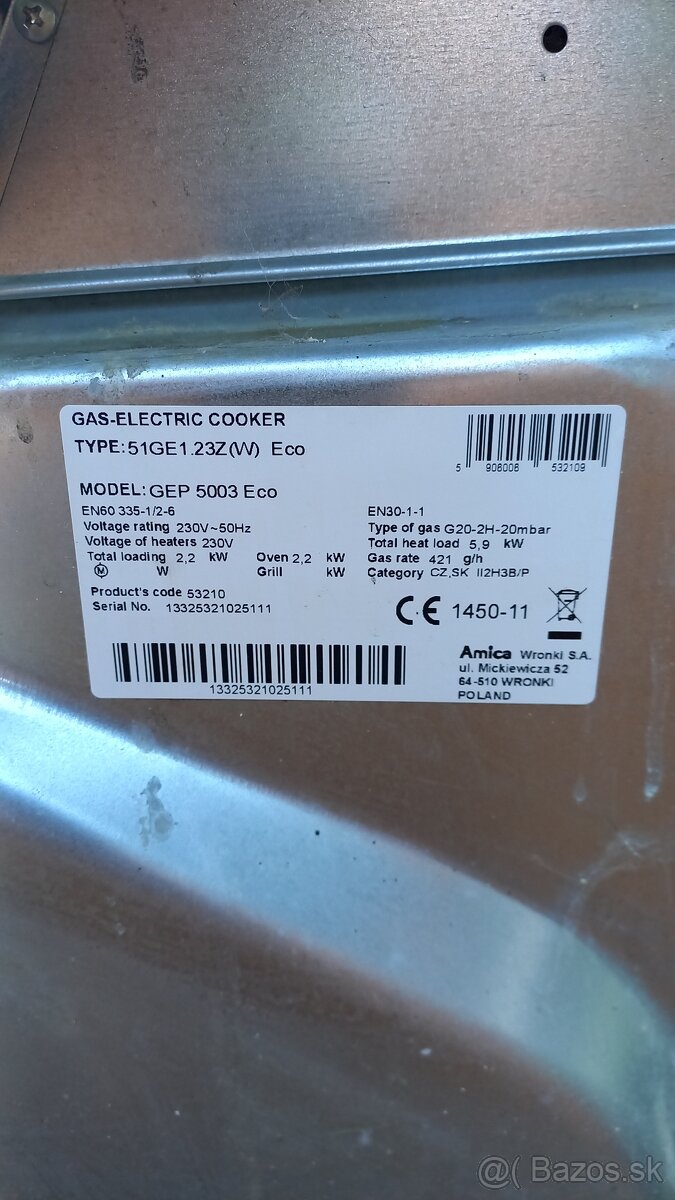 GAS-ELECTRIC COOKER
TYPE: 51GE1.23Z(W) Eco
5 906006 532109
MODEL: GEP 5003 Eco
EN60 335-1/2-6
Voltage rating 230V~50Hz
Voltage of heaters 230V
Total loading 2,2 kW Oven 2,2 kW
M W Grill kW
EN30-1-1
Type of gas G20-2H-20mbar
Total heat load 5,9 kW
Gas rate 421 g/h
Category CZ,SK II2H3B/P
Product's code 53210
Serial No. 13325321025111
CE 1450-11
13325321025111
Amica Wronki S.A.
ul. Mickiewicza 52
64-510 WRONKI
POLAND
@( Bazos.sk